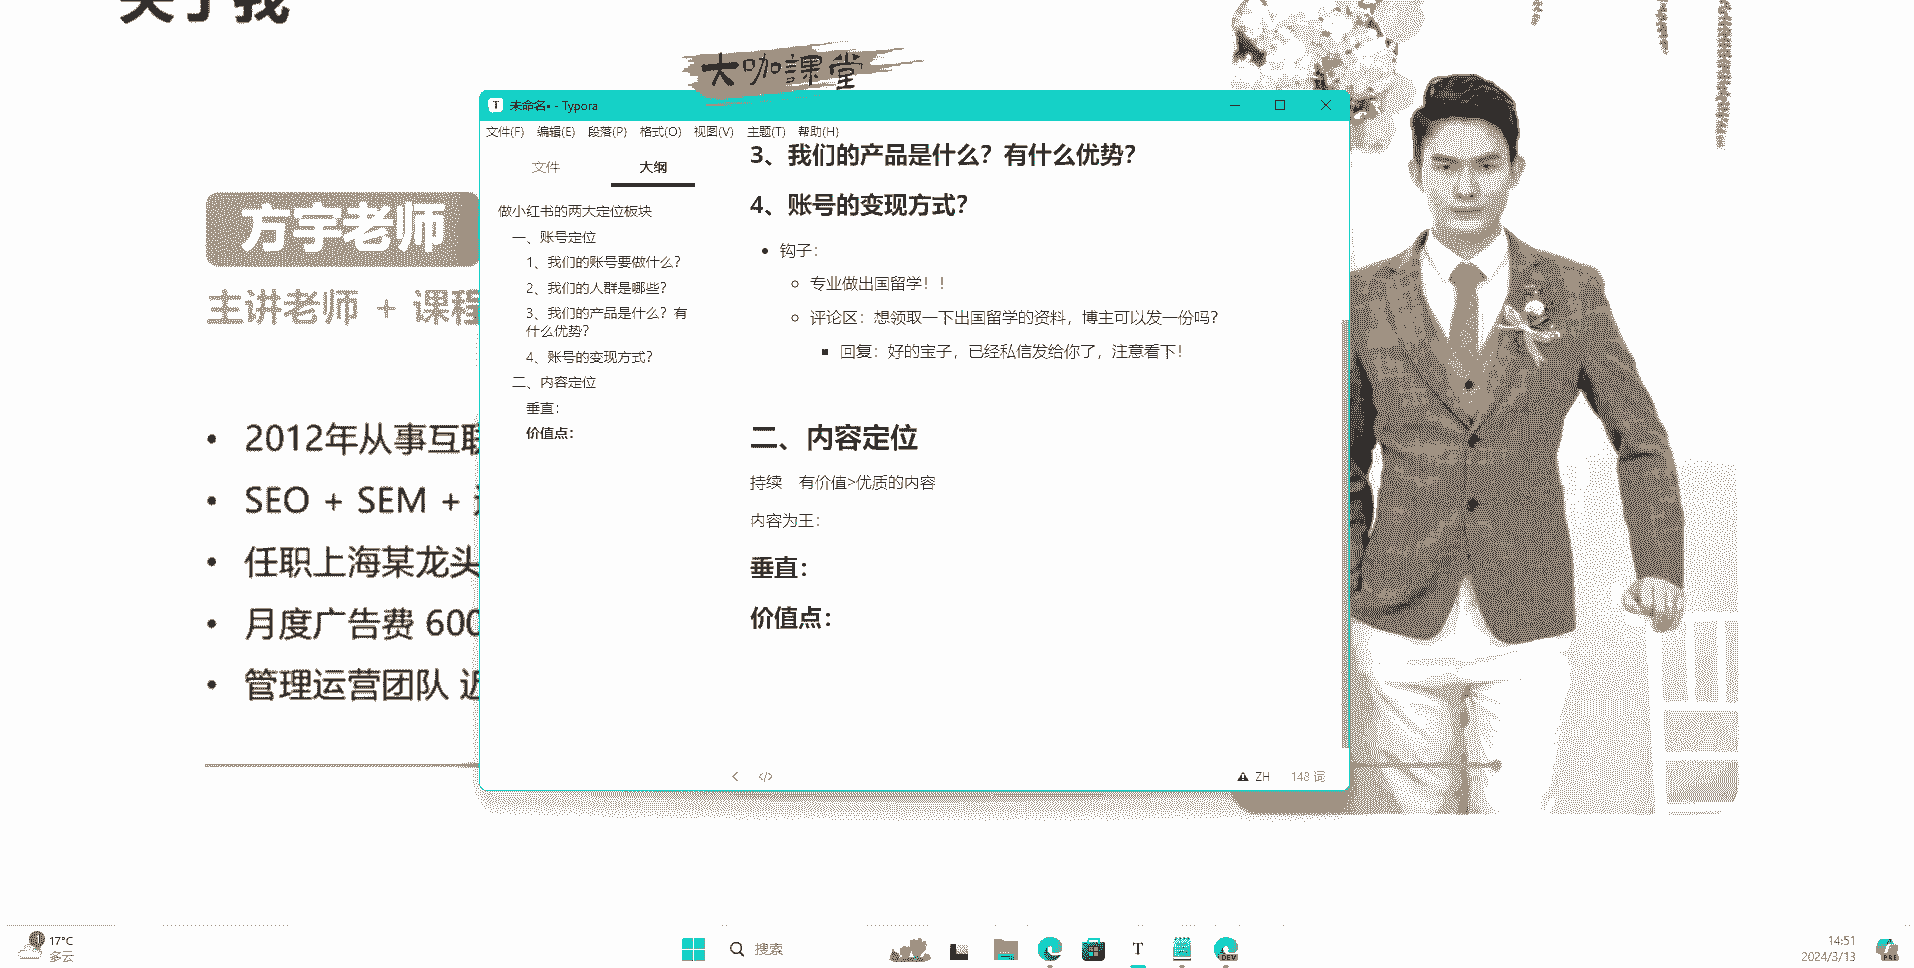 关于我
大咖課堂
方宇老师
主讲老师 + 课程
2012年从事互联
SEO + SEM +
任职上海某龙头
月度广告费 600
管理运营团队 近
未命名• - Typora
文件(F) 编辑(E) 段落(P) 格式(O) 视图(V) 主题(T) 帮助(H)
文件 大纲
做小红书的两大定位板块
一、账号定位
1、我们的账号要做什么？
2、我们的人群是哪些？
3、我们的产品是什么？有
什么优势？
4、账号的变现方式？
二、内容定位
垂直：
价值点：
3、我们的产品是什么？有什么优势？
4、账号的变现方式？
钩子：
专业做出国留学！！
评论区：想领取一下出国留学的资料，博主可以发一份吗？
回复：好的宝子，已经私信发给你了，注意看下！
二、内容定位
持续 有价值>优质的内容
内容为王：
垂直：
价值点：
ZH 148 词
17°C
多云
搜索
DEV
14:51
2024/3/13
PRE